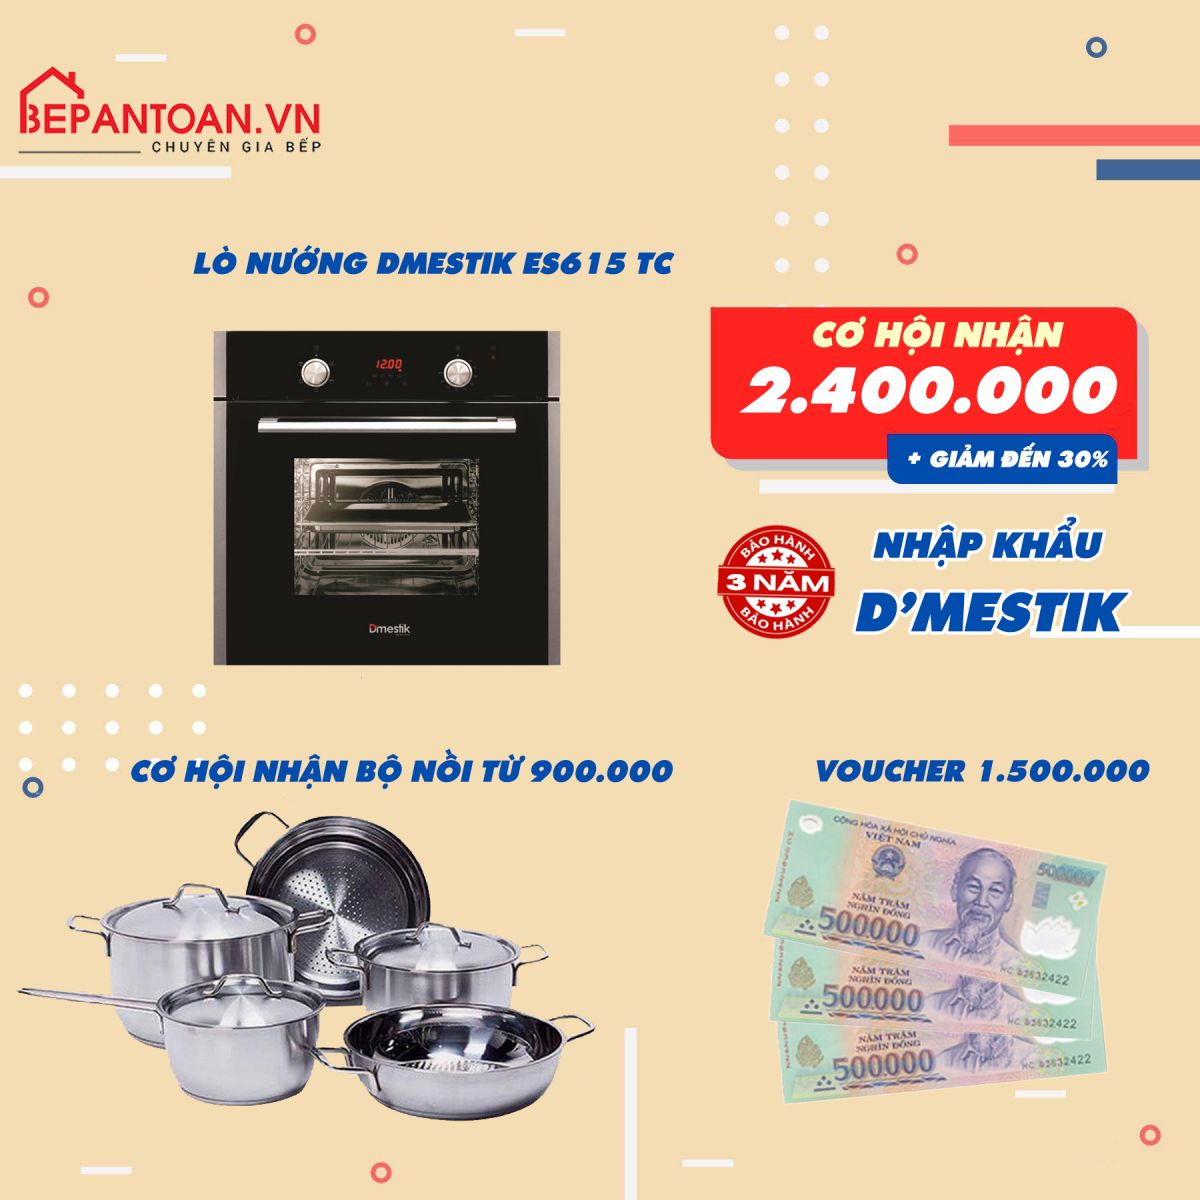 BEPANTOAN.VN
CHUYÊN GIA BẾP
LÒ NƯỚNG DMESTIK ES615 TC
12.00
Dmestik
CƠ HỘI NHẬN
2.400.000
+ GIẢM ĐẾN 30%
BẢO HÀNH
3 NĂM
BẢO HÀNH
NHẬP KHẨU
D’MESTIK
CƠ HỘI NHẬN BỘ NỒI TỪ 900.000
VOUCHER 1.500.000
CỘNG HÒA XÃ HỘI CHỦ NGHĨA
VIỆT NAM
500000
NĂM TRĂM
NGHÌN ĐỒNG
500000
NĂM TRĂM
NGHÌN ĐỒNG
500000
NĂM TRĂM
NGHÌN ĐỒNG
500000